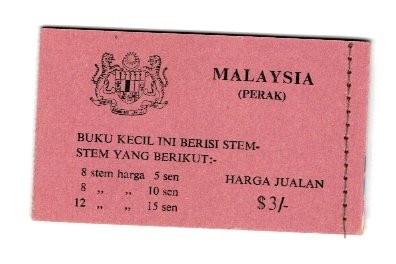 MALAYSIA
(PERAK)
BUKU KECIL INI BERISI STEM-
STEM YANG BERIKUT:-
8 stem harga 5 sen
8 „ „ 10 sen
12 „ „ 15 sen
HARGA JUALAN
$3/-